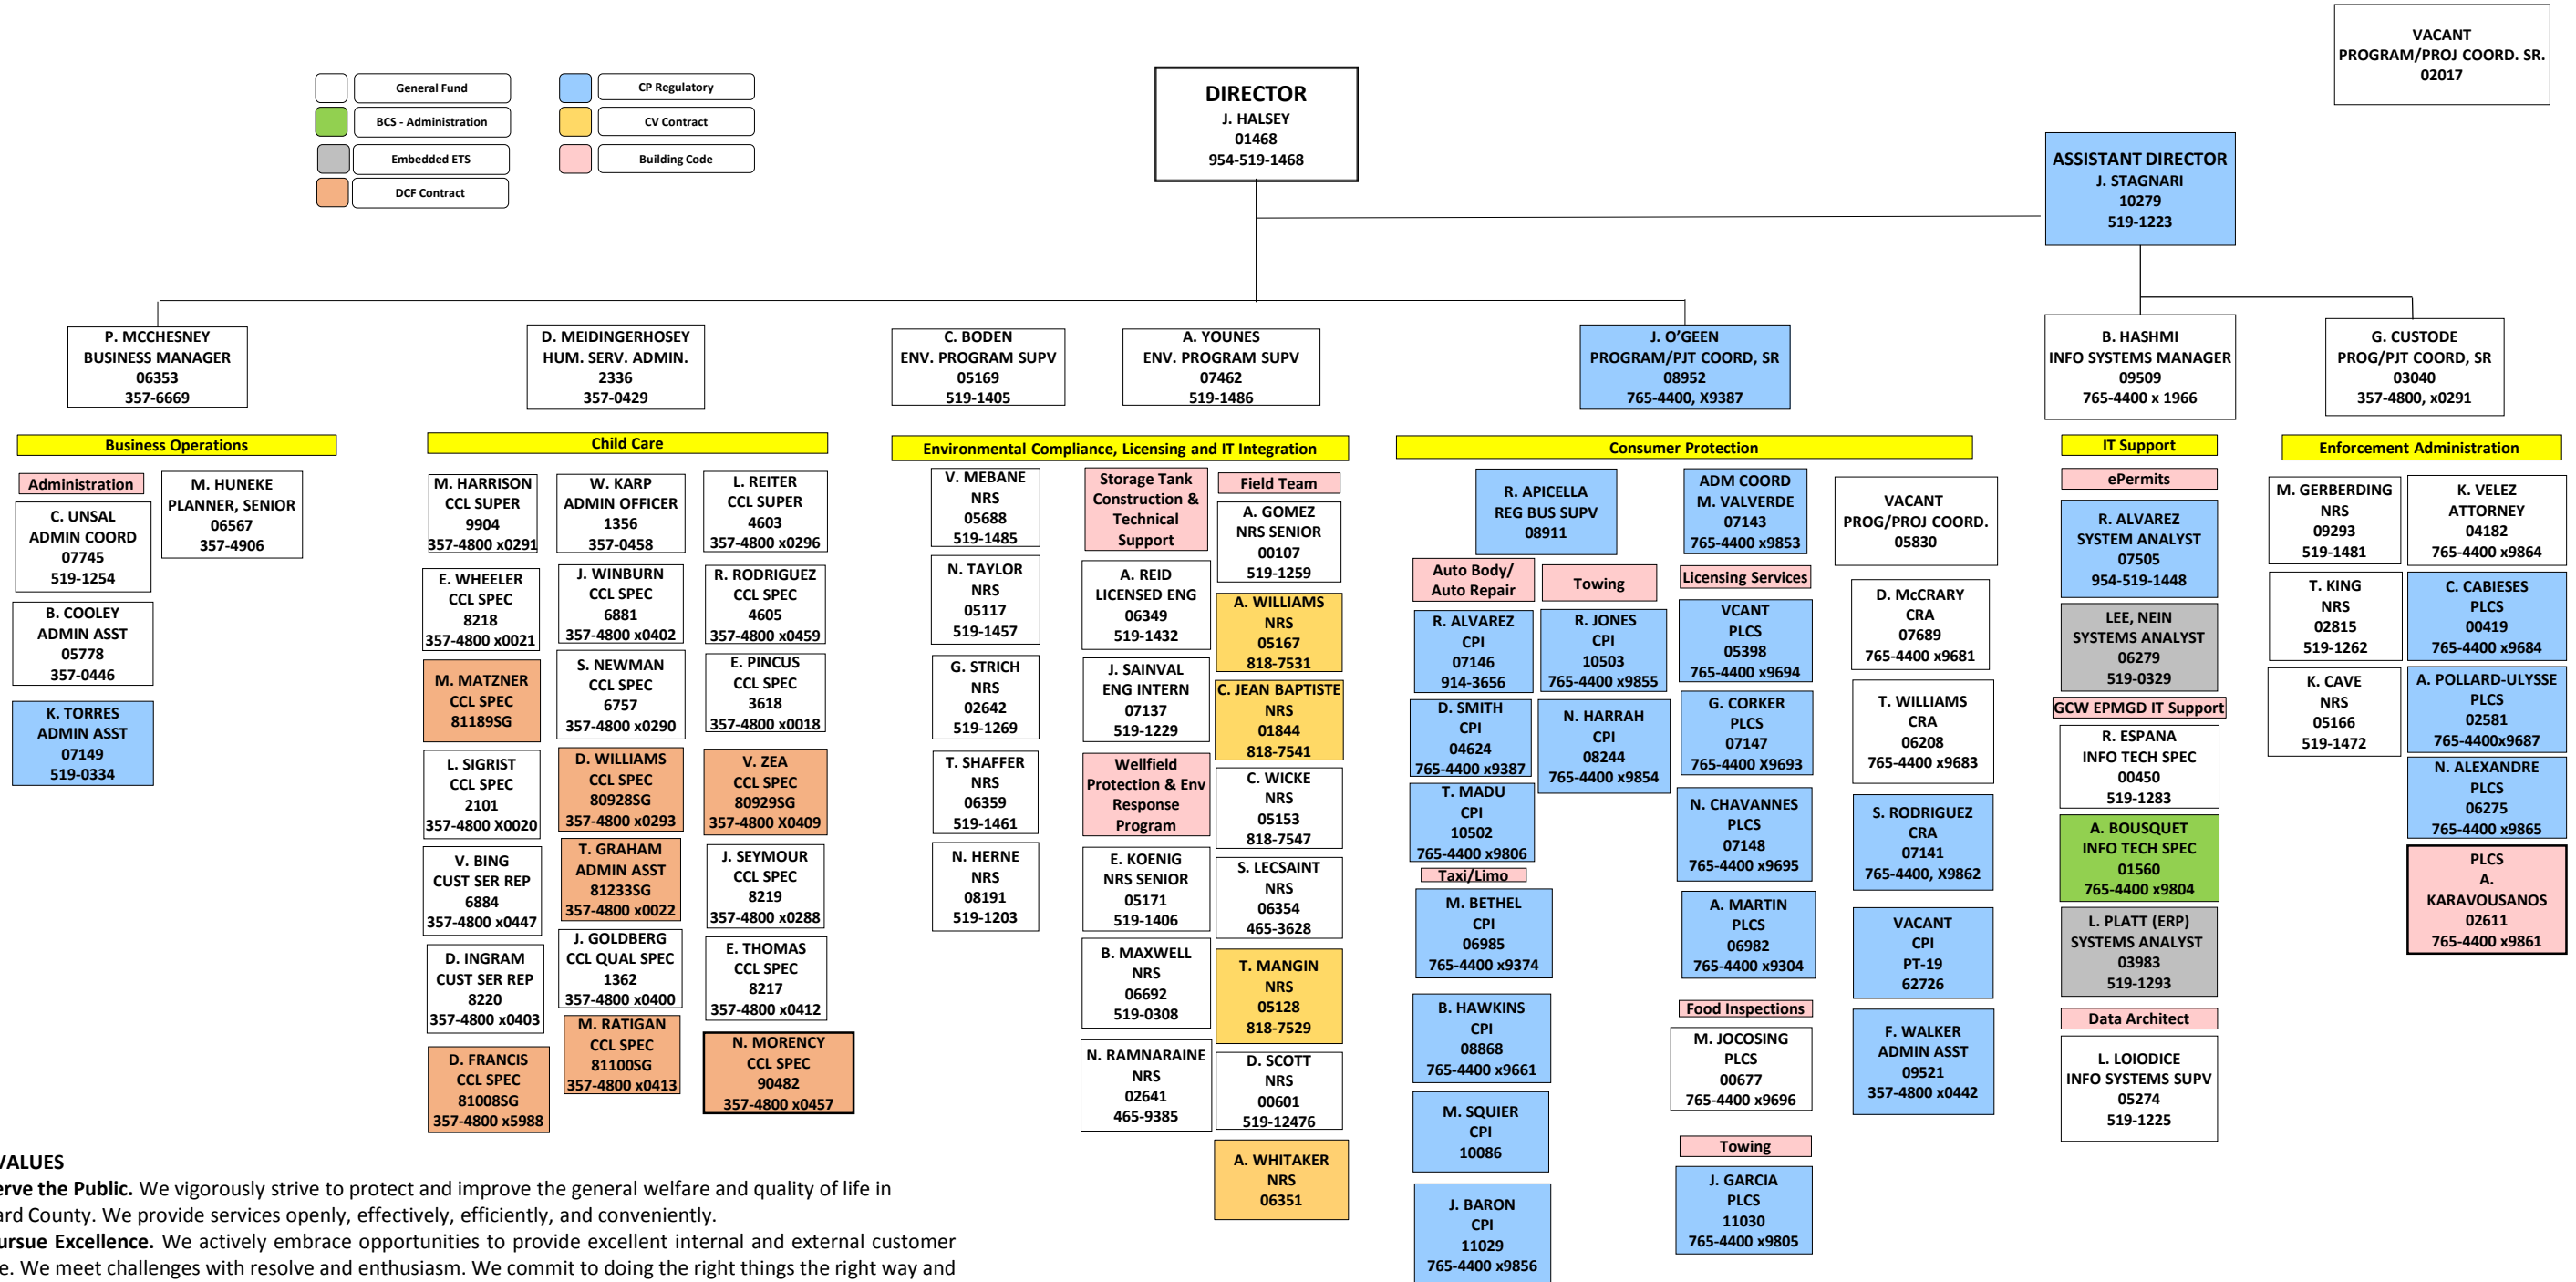 VACANT
PROGRAM/PROJ COORD. SR.
02017
General Fund
CP Regulatory
BCS - Administration
CV Contract
Embedded ETS
Building Code
DCF Contract
DIRECTOR
J. HALSEY
01468
954-519-1468
ASSISTANT DIRECTOR
J. STAGNARI
10279
519-1223
P. MCCHESNEY
BUSINESS MANAGER
06353
357-6669
D. MEIDINGERHOSEY
HUM. SERV. ADMIN.
2336
357-0429
C. BODEN
ENV. PROGRAM SUPV
05169
519-1405
A. YOUNES
ENV. PROGRAM SUPV
07462
519-1486
J. O'GEEN
PROGRAM/PJT COORD, SR
08952
765-4400, X9387
B. HASHMI
INFO SYSTEMS MANAGER
09509
765-4400 x 1966
G. CUSTODE
PROG/PJT COORD, SR
03040
357-4800, x0291
Business Operations
Administration
C. UNSAL
ADMIN COORD
07745
519-1254
B. COOLEY
ADMIN ASST
05778
357-0446
K. TORRES
ADMIN ASST
07149
519-0334
M. HUNEKE
PLANNER, SENIOR
06567
357-4906
Child Care
M. HARRISON
CCL SUPER
9904
357-4800 x0291
E. WHEELER
CCL SPEC
8218
357-4800 x0021
M. MATZNER
CCL SPEC
81189SG
L. SIGRIST
CCL SPEC
2101
357-4800 X0020
V. BING
CUST SER REP
6884
357-4800 x0447
D. INGRAM
CUST SER REP
8220
357-4800 x0403
D. FRANCIS
CCL SPEC
81008SG
357-4800 x5988
W. KARP
ADMIN OFFICER
1356
357-0458
J. WINBURN
CCL SPEC
6881
357-4800 x0402
S. NEWMAN
CCL SPEC
6757
357-4800 x0290
D. WILLIAMS
CCL SPEC
80928SG
357-4800 x0293
T. GRAHAM
ADMIN ASST
81233SG
357-4800 x0022
J. GOLDBERG
CCL QUAL SPEC
1362
357-4800 x0400
M. RATIGAN
CCL SPEC
81100SG
357-4800 x0413
L. REITER
CCL SUPER
4603
357-4800 x0296
R. RODRIGUEZ
CCL SPEC
4605
357-4800 x0459
E. PINCUS
CCL SPEC
3618
357-4800 x0018
V. ZEA
CCL SPEC
80929SG
357-4800 X0409
J. SEYMOUR
CCL SPEC
8219
357-4800 x0288
E. THOMAS
CCL SPEC
8217
357-4800 x0412
N. MORENCY
CCL SPEC
90482
357-4800 x0457
Environmental Compliance, Licensing and IT Integration
V. MEBANE
NRS
05688
519-1485
N. TAYLOR
NRS
05117
519-1457
G. STRICH
NRS
02642
519-1269
T. SHAFFER
NRS
06359
519-1461
N. HERNE
NRS
08191
519-1203
Storage Tank
Construction &
Technical
Support
A. REID
LICENSED ENG
06349
519-1432
J. SAINVAL
ENG INTERN
07137
519-1229
Wellfield
Protection & Env
Response
Program
E. KOENIG
NRS SENIOR
05171
519-1406
B. MAXWELL
NRS
06692
519-0308
N. RAMNARAINE
NRS
02641
465-9385
Field Team
A. GOMEZ
NRS SENIOR
00107
519-1259
A. WILLIAMS
NRS
05167
818-7531
C. JEAN BAPTISTE
NRS
01844
818-7541
C. WICKE
NRS
05153
818-7547
S. LECSAINT
NRS
06354
465-3628
T. MANGIN
NRS
05128
818-7529
D. SCOTT
NRS
00601
519-12476
A. WHITAKER
NRS
06351
Consumer Protection
R. APICELLA
REG BUS SUPV
08911
Auto Body/
Auto Repair
R. ALVAREZ
CPI
07146
914-3656
D. SMITH
CPI
04624
765-4400 x9387
T. MADU
CPI
10502
765-4400 x9806
Taxi/Limo
M. BETHEL
CPI
06985
765-4400 x9374
B. HAWKINS
CPI
08868
765-4400 x9661
M. SQUIER
CPI
10086
J. BARON
CPI
11029
765-4400 x9856
Towing
R. JONES
CPI
10503
765-4400 x9855
N. HARRAH
CPI
08244
765-4400 x9854
ADM COORD
M. VALVERDE
07143
765-4400 x9853
Licensing Services
VCANT
PLCS
05398
765-4400 x9694
G. CORKER
PLCS
07147
765-4400 X9693
N. CHAVANNES
PLCS
07148
765-4400 x9695
A. MARTIN
PLCS
06982
765-4400 x9304
Food Inspections
M. JOCOSING
PLCS
00677
765-4400 x9696
Towing
J. GARCIA
PLCS
11030
765-4400 x9805
VACANT
PROG/PROJ COORD.
05830
D. McCRARY
CRA
07689
765-4400 x9681
T. WILLIAMS
CRA
06208
765-4400 x9683
S. RODRIGUEZ
CRA
07141
765-4400, X9862
VACANT
CPI
PT-19
62726
F. WALKER
ADMIN ASST
09521
357-4800 x0442
IT Support
ePermits
R. ALVAREZ
SYSTEM ANALYST
07505
954-519-1448
LEE, NEIN
SYSTEMS ANALYST
06279
519-0329
GCW EPMGD IT Support
R. ESPANA
INFO TECH SPEC
00450
519-1283
A. BOUSQUET
INFO TECH SPEC
01560
765-4400 x9804
L. PLATT (ERP)
SYSTEMS ANALYST
03983
519-1293
Data Architect
L. LOIODICE
INFO SYSTEMS SUPV
05274
519-1225
Enforcement Administration
M. GERBERDING
NRS
09293
519-1481
T. KING
NRS
02815
519-1262
K. CAVE
NRS
05166
519-1472
K. VELEZ
ATTORNEY
04182
765-4400 x9864
C. CABIESES
PLCS
00419
765-4400 x9684
A. POLLARD-ULYSSE
PLCS
02581
765-4400x9687
N. ALEXANDRE
PLCS
06275
765-4400 x9865
PLCS
A.
KARAVOUSANOS
02611
765-4400 x9861
VALUES
erve the Public. We vigorously strive to protect and improve the general welfare and quality of life in
ard County. We provide services openly, effectively, efficiently, and conveniently.
ursue Excellence. We actively embrace opportunities to provide excellent internal and external customer
e. We meet challenges with resolve and enthusiasm. We commit to doing the right things the right way and